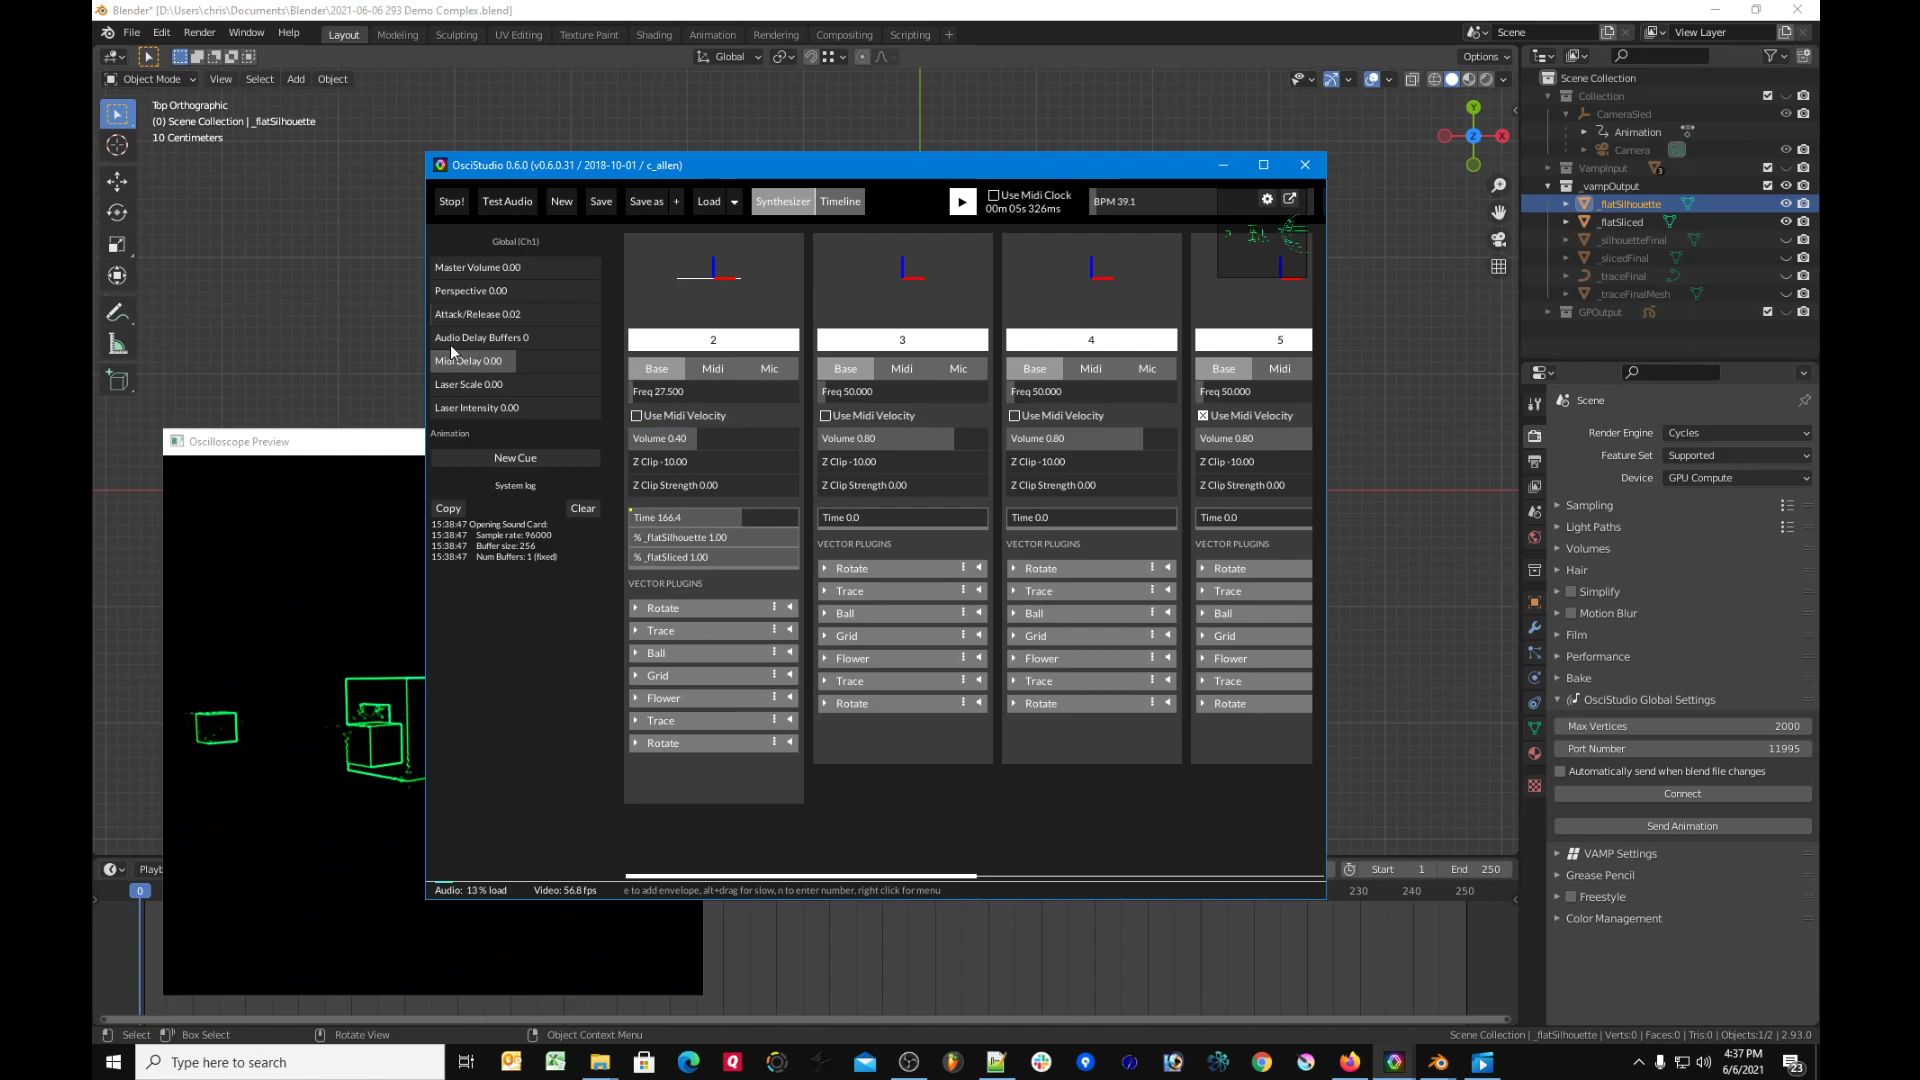 Blender* [D:\Users\chris\Documents\Blender\2021-06-06 293 Demo Complex.blend]
File Edit Render Window Help Layout Modeling Sculpting UV Editing Texture Paint Shading Animation Rendering Compositing Scripting Scene View Layer
Global Options
Object Mode View Select Add Object
Top Orthographic
(0) Scene Collection | _flatSilhouette
10 Centimeters
Y
X
Z
Scene Collection
Collection
CameraSled
Animation
Camera
VampInput 3
_vampOutput
_flatSilhouette
_flatSliced
_silhouetteFinal
_slicedFinal
_traceFinal
_traceFinalMesh
GPOutput
OsciStudio 0.6.0 (v0.6.0.31 / 2018-10-01 / c_allen)
Stop! Test Audio New Save Save as + Load Synthesizer Timeline Use Midi Clock
00m 05s 326ms
BPM 39.1
Global (Ch1)
Master Volume 0.00
Perspective 0.00
Attack/Release 0.02
Audio Delay Buffers 0
Midi Delay 0.00
Laser Scale 0.00
Laser Intensity 0.00
Animation
New Cue
System log
Copy Clear
15:38:47 Opening Sound Card:
15:38:47 Sample rate: 96000
15:38:47 Buffer size: 256
15:38:47 Num Buffers: 1 (fixed)
2
Base Midi Mic
Freq 27.500
Use Midi Velocity
Volume 0.40
Z Clip -10.00
Z Clip Strength 0.00
Time 166.4
% _flatSilhouette 1.00
% _flatSliced 1.00
VECTOR PLUGINS
Rotate
Trace
Ball
Grid
Flower
Trace
Rotate
3
Base Midi Mic
Freq 50.000
Use Midi Velocity
Volume 0.80
Z Clip -10.00
Z Clip Strength 0.00
Time 0.0
VECTOR PLUGINS
Rotate
Trace
Ball
Grid
Flower
Trace
Rotate
4
Base Midi Mic
Freq 50.000
Use Midi Velocity
Volume 0.80
Z Clip -10.00
Z Clip Strength 0.00
Time 0.0
VECTOR PLUGINS
Rotate
Trace
Ball
Grid
Flower
Trace
Rotate
5
Base Midi
Freq 50.000
Use Midi Velocity
Volume 0.80
Z Clip -10.00
Z Clip Strength 0.00
Time 0.0
VECTOR PLUGINS
Rotate
Trace
Ball
Grid
Flower
Trace
Rotate
Audio: 13 % load Video: 56.8 fps e to add envelope, alt+drag for slow, n to enter number, right click for menu
Oscilloscope Preview
Scene
Render Engine Cycles
Feature Set Supported
Device GPU Compute
Sampling
Light Paths
Volumes
Hair
Simplify
Motion Blur
Film
Performance
Bake
OsciStudio Global Settings
Max Vertices 2000
Port Number 11995
Automatically send when blend file changes
Connect
Send Animation
VAMP Settings
Grease Pencil
Freestyle
Color Management
Playb
Start 1 End 250
0 230 240 250
Select Box Select Rotate View Object Context Menu
Scene Collection | _flatSilhouette | Verts:0 | Faces:0 | Tris:0 | Objects:1/2 | 2.93.0
Type here to search
4:37 PM
6/6/2021
23